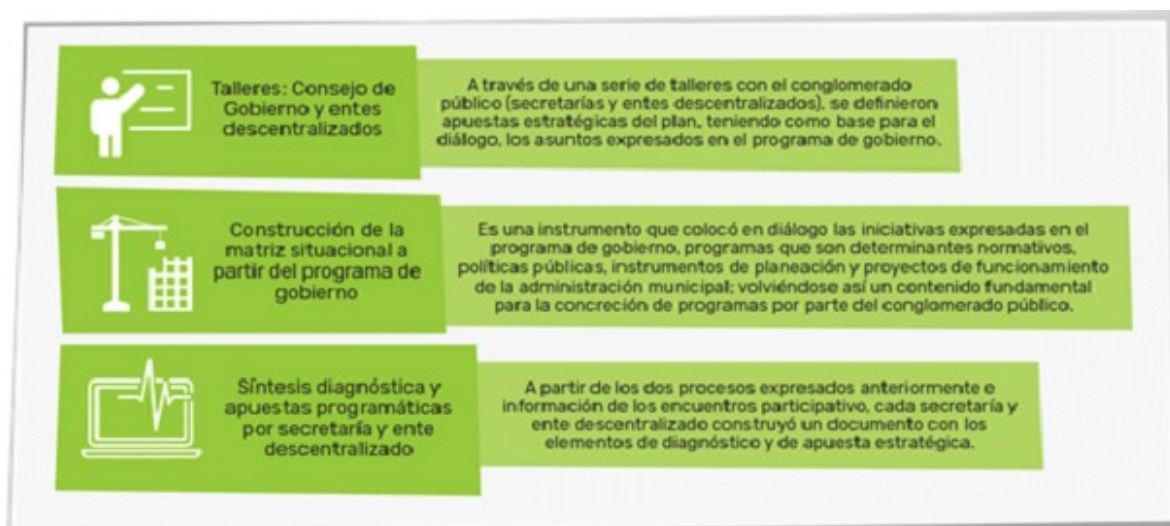 Talleres: Consejo de
Gobierno y entes
descentralizados
A través de una serie de talleres con el conglomerado
público (secretarías y entes descentralizados), se definieron
apuestas estratégicas del plan, teniendo como base para el
diálogo, los asuntos expresados en el programa de gobierno.
Construcción de la
matriz situacional a
partir del programa de
gobierno
Es una instrumento que colocó en diálogo las iniciativas expresadas en el
programa de gobierno, programas que son determinantes normativos,
políticas públicas, instrumentos de planeación y proyectos de funcionamiento
de la administración municipal; volviéndose así un contenido fundamental
para la concreción de programas por parte del conglomerado público.
Síntesis diagnóstica y
apuestas programáticas
por secretaría y ente
descentralizado
A partir de los dos procesos expresados anteriormente e
información de los encuentros participativo, cada secretaría y
ente descentralizado construyó un documento con los
elementos de diagnóstico y de apuesta estratégica.